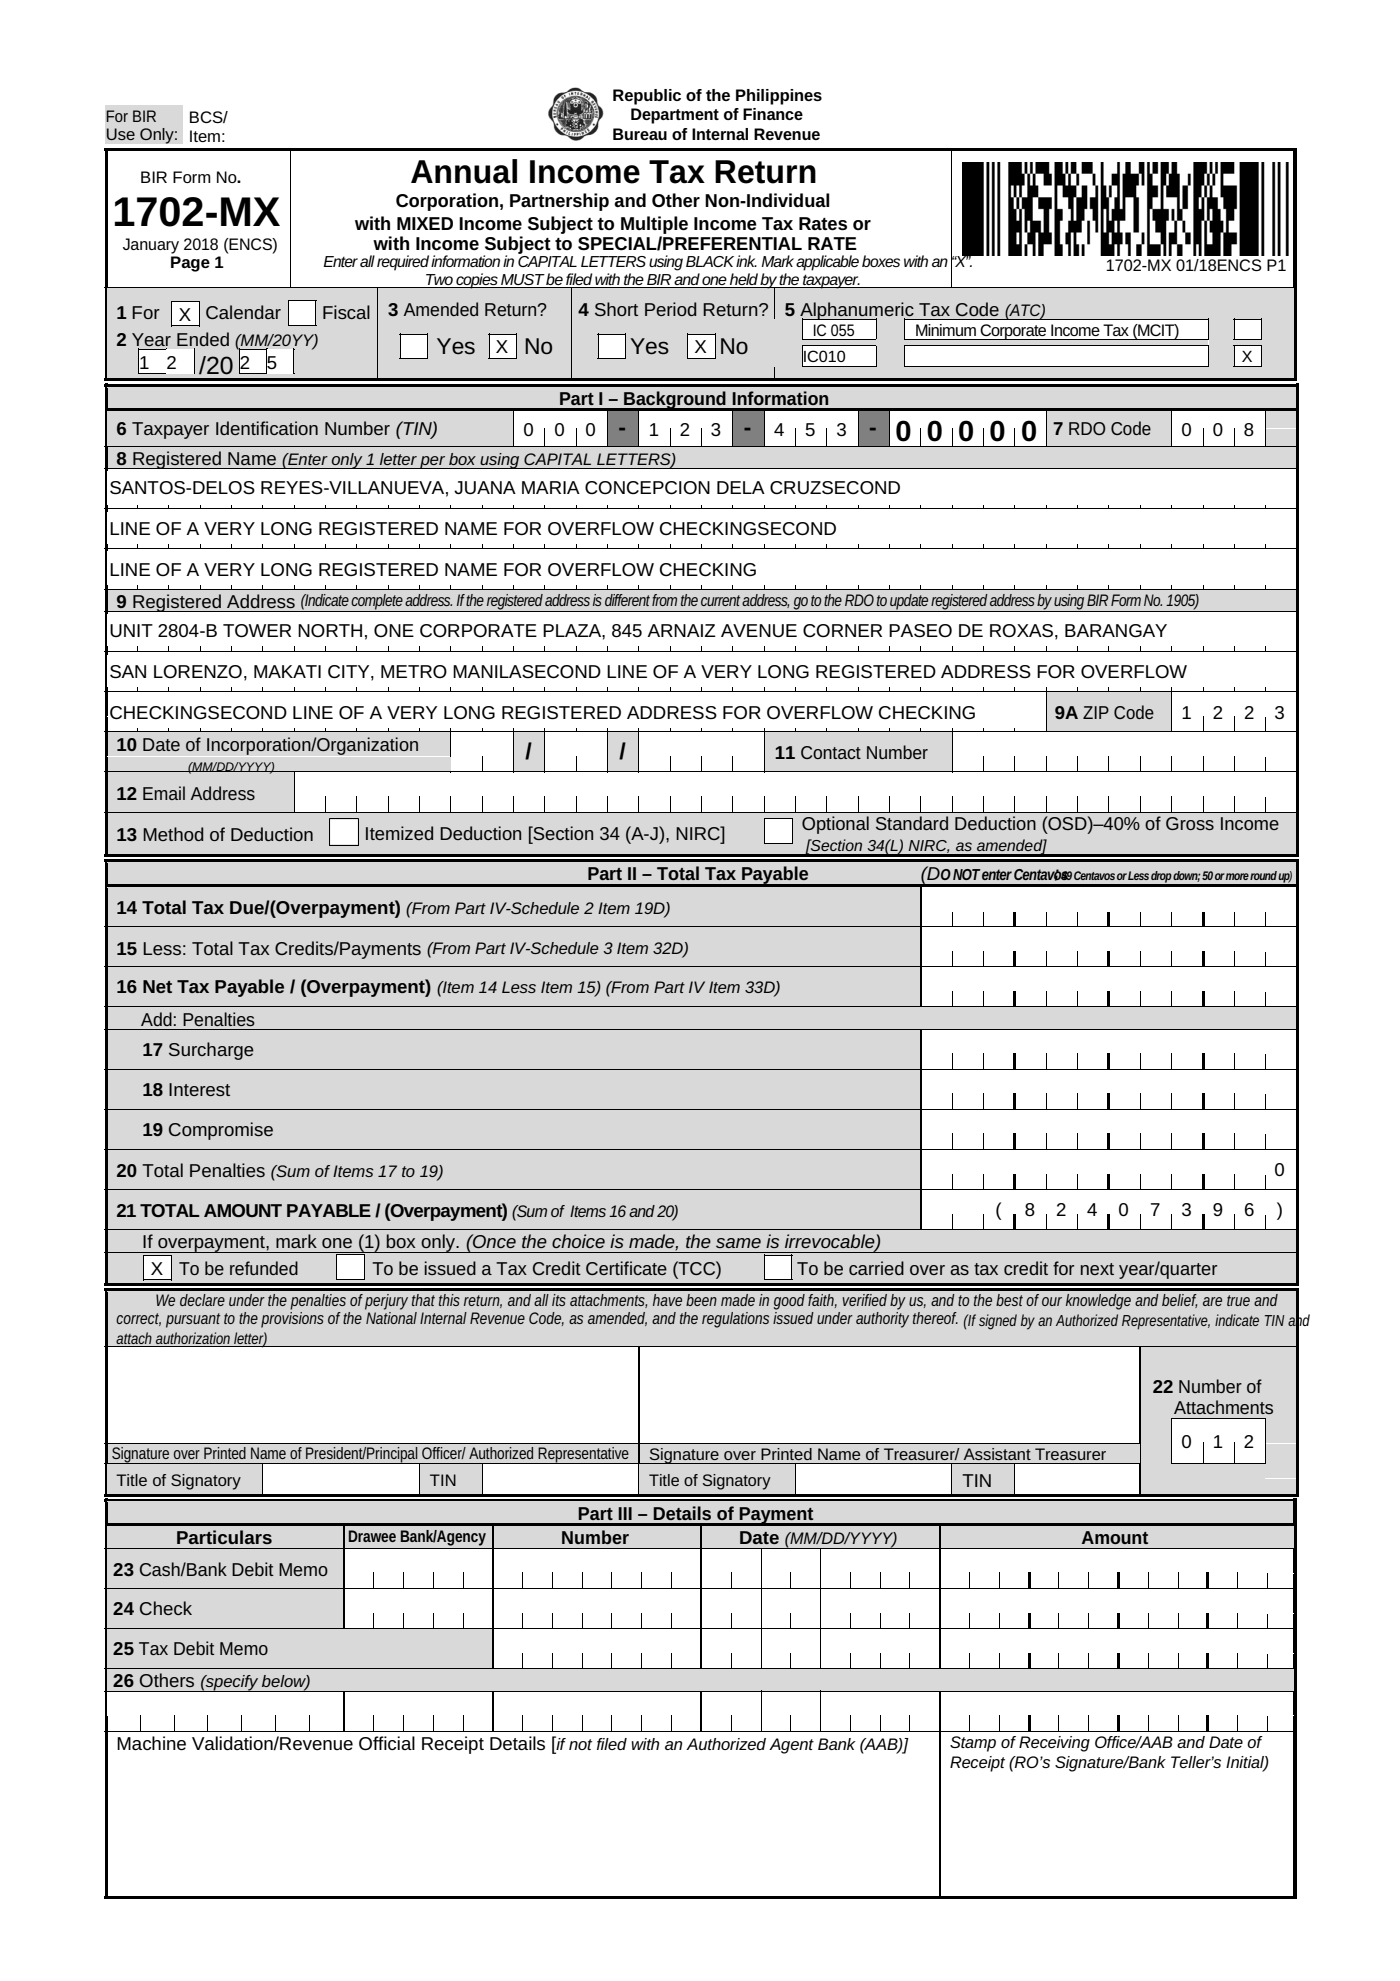 Republic of the Philippines
Department of Finance
Bureau of Internal Revenue
For BIR
Use Only:
BCS/
Item:
BIR Form No.
1702-MX
January 2018 (ENCS)
Page 1
Annual Income Tax Return
Corporation, Partnership and Other Non-Individual
with MIXED Income Subject to Multiple Income Tax Rates or
with Income Subject to SPECIAL/PREFERENTIAL RATE
Enter all required information in CAPITAL LETTERS using BLACK ink. Mark applicable boxes with an "X".
Two copies MUST be filed with the BIR and one held by the taxpayer.
1702-MX 01/18ENCS P1
1 For X Calendar Fiscal
2 Year Ended (MM/20YY)
1 2 /20 2 5
3 Amended Return?
Yes X No
4 Short Period Return?
Yes X No
5 Alphanumeric Tax Code (ATC)
IC 055 Minimum Corporate Income Tax (MCIT)
IC010 X
Part I – Background Information
6 Taxpayer Identification Number (TIN) 0 0 0 - 1 2 3 - 4 5 3 - 0 0 0 0 0 7 RDO Code 0 0 8
8 Registered Name (Enter only 1 letter per box using CAPITAL LETTERS)
SANTOS-DELOS REYES-VILLANUEVA, JUANA MARIA CONCEPCION DELA CRUZSECOND
LINE OF A VERY LONG REGISTERED NAME FOR OVERFLOW CHECKINGSECOND
LINE OF A VERY LONG REGISTERED NAME FOR OVERFLOW CHECKING
9 Registered Address (Indicate complete address. If the registered address is different from the current address, go to the RDO to update registered address by using BIR Form No. 1905)
UNIT 2804-B TOWER NORTH, ONE CORPORATE PLAZA, 845 ARNAIZ AVENUE CORNER PASEO DE ROXAS, BARANGAY
SAN LORENZO, MAKATI CITY, METRO MANILASECOND LINE OF A VERY LONG REGISTERED ADDRESS FOR OVERFLOW
CHECKINGSECOND LINE OF A VERY LONG REGISTERED ADDRESS FOR OVERFLOW CHECKING 9A ZIP Code 1 2 2 3
10 Date of Incorporation/Organization / / 11 Contact Number
(MM/DD/YYYY)
12 Email Address
13 Method of Deduction Itemized Deduction [Section 34 (A-J), NIRC] Optional Standard Deduction (OSD)–40% of Gross Income
[Section 34(L) NIRC, as amended]
Part II – Total Tax Payable (DO NOT enter Centavos 49 Centavos or Less drop down; 50 or more round up)
14 Total Tax Due/(Overpayment) (From Part IV-Schedule 2 Item 19D)
15 Less: Total Tax Credits/Payments (From Part IV-Schedule 3 Item 32D)
16 Net Tax Payable / (Overpayment) (Item 14 Less Item 15) (From Part IV Item 33D)
Add: Penalties
17 Surcharge
18 Interest
19 Compromise
20 Total Penalties (Sum of Items 17 to 19) 0
21 TOTAL AMOUNT PAYABLE / (Overpayment) (Sum of Items 16 and 20) ( 8 2 4 0 7 3 9 6 )
If overpayment, mark one (1) box only. (Once the choice is made, the same is irrevocable)
X To be refunded To be issued a Tax Credit Certificate (TCC) To be carried over as tax credit for next year/quarter
We declare under the penalties of perjury that this return, and all its attachments, have been made in good faith, verified by us, and to the best of our knowledge and belief, are true and
correct, pursuant to the provisions of the National Internal Revenue Code, as amended, and the regulations issued under authority thereof. (If signed by an Authorized Representative, indicate TIN and
attach authorization letter)
22 Number of
Attachments
0 1 2
Signature over Printed Name of President/Principal Officer/ Authorized Representative Signature over Printed Name of Treasurer/ Assistant Treasurer
Title of Signatory TIN Title of Signatory TIN
Part III – Details of Payment
Particulars Drawee Bank/Agency Number Date (MM/DD/YYYY) Amount
23 Cash/Bank Debit Memo
24 Check
25 Tax Debit Memo
26 Others (specify below)
Machine Validation/Revenue Official Receipt Details [if not filed with an Authorized Agent Bank (AAB)]
Stamp of Receiving Office/AAB and Date of
Receipt (RO's Signature/Bank Teller's Initial)